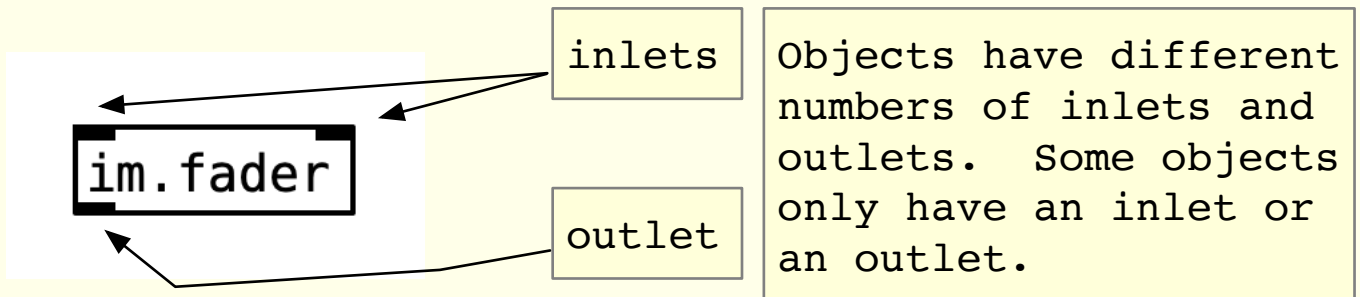 inlets
im.fader
outlet
Objects have different
numbers of inlets and
outlets.  Some objects
only have an inlet or
an outlet.